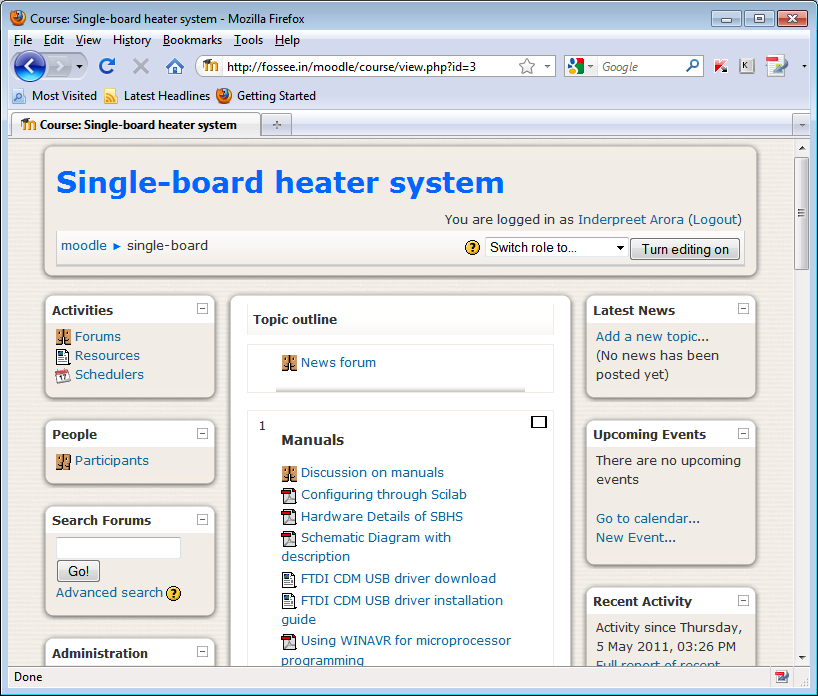 Course: Single-board heater system - Mozilla Firefox
File Edit View History Bookmarks Tools Help
http://fossee.in/moodle/course/view.php?id=3
Google
K
Most Visited Latest Headlines Getting Started
Course: Single-board heater system
Single-board heater system
You are logged in as Inderpreet Arora (Logout)
moodle ► single-board
? Switch role to... Turn editing on
Activities
Forums
Resources
17 Schedulers
People
Participants
Search Forums
Go!
Advanced search ?
Administration
Topic outline
News forum
1
Manuals
Discussion on manuals
Configuring through Scilab
Hardware Details of SBHS
Schematic Diagram with
description
FTDI CDM USB driver download
FTDI CDM USB driver installation
guide
Using WINAVR for microprocessor
programming
Latest News
Add a new topic...
(No news has been
posted yet)
Upcoming Events
There are no upcoming
events
Go to calendar...
New Event...
Recent Activity
Activity since Thursday,
5 May 2011, 03:26 PM
Full report of recent
Done